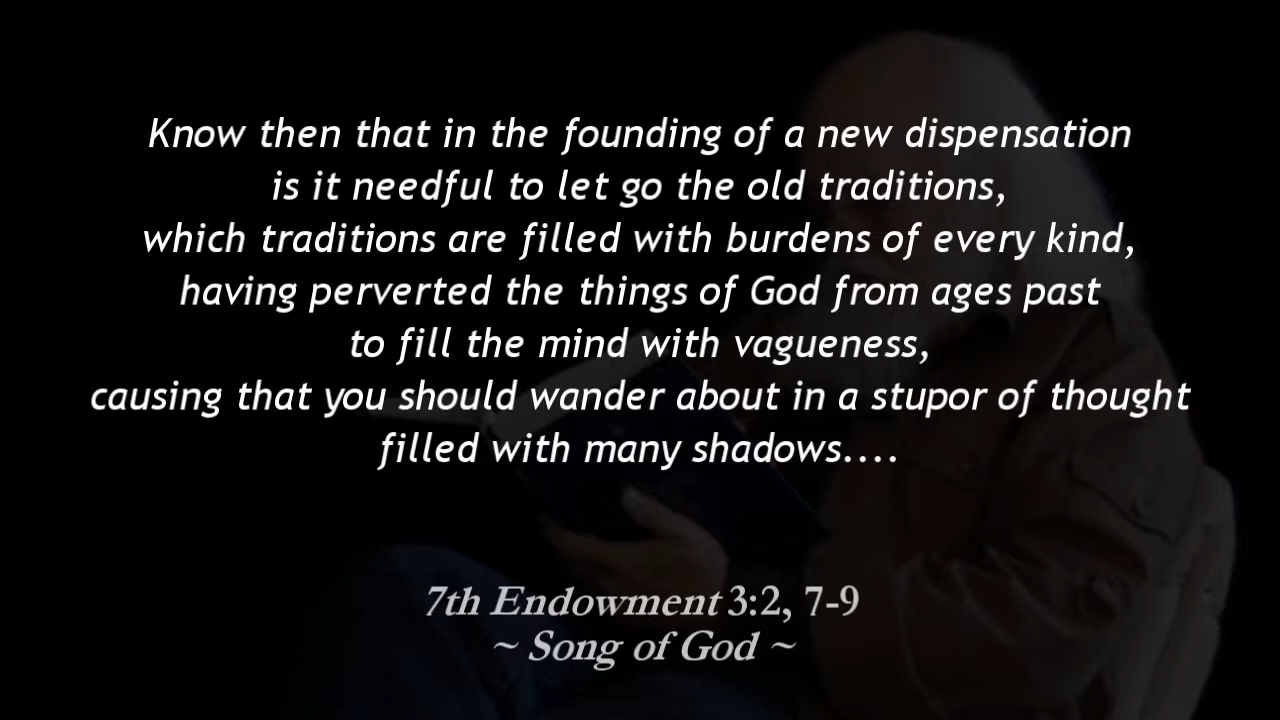 Know then that in the founding of a new dispensation
is it needful to let go the old traditions,
which traditions are filled with burdens of every kind,
having perverted the things of God from ages past
to fill the mind with vagueness,
causing that you should wander about in a stupor of thought
filled with many shadows....
7th Endowment 3:2, 7-9
~ Song of God ~